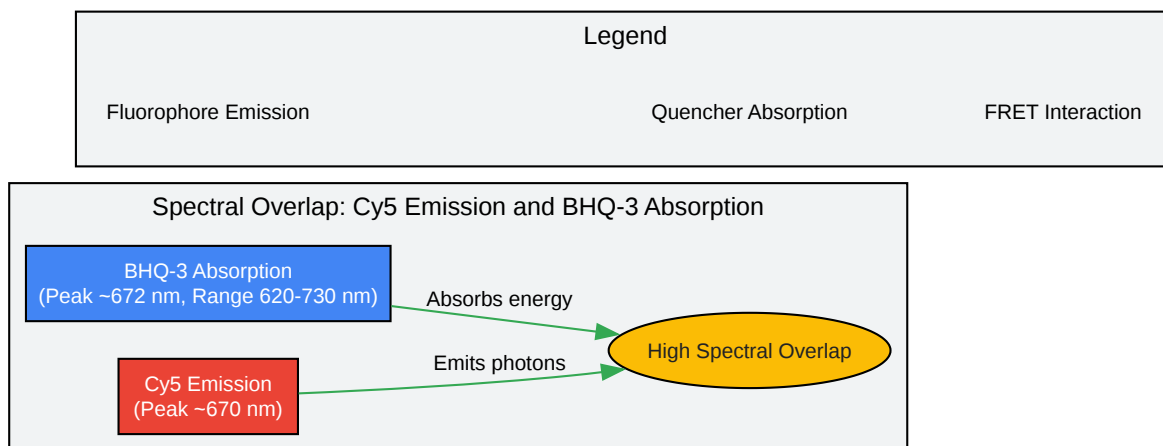 Legend
Fluorophore Emission
Quencher Absorption
FRET Interaction
Spectral Overlap: Cy5 Emission and BHQ-3 Absorption
BHQ-3 Absorption
(Peak ~672 nm, Range 620-730 nm)
Absorbs energy
High Spectral Overlap
Emits photons
Cy5 Emission
(Peak ~670 nm)